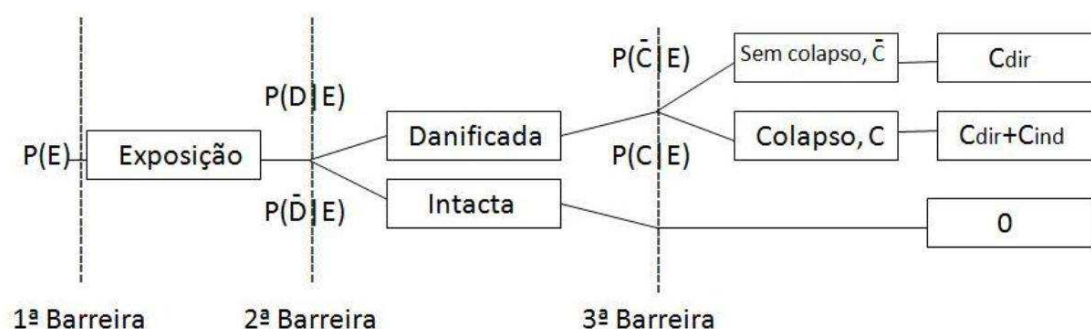 P(E)
Exposição
P(D|E)
P(D̄|E)
Danificada
Intacta
P(C̄|E)
P(C|E)
Sem colapso, C̄
Colapso, C
Cdir
Cdir+Cind
0
1ª Barreira
2ª Barreira
3ª Barreira